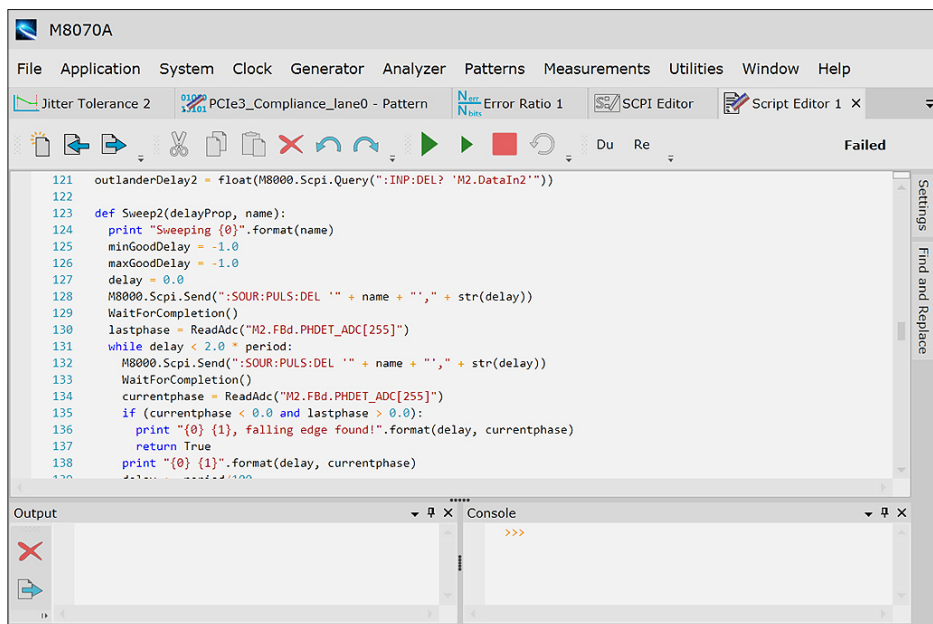 M8070A
File Application System Clock Generator Analyzer Patterns Measurements Utilities Window Help
Jitter Tolerance 2 PCIe3_Compliance_lane0 - Pattern Nerr Nbits Error Ratio 1 SCPI Editor Script Editor 1
Du Re Failed
121 outlanderDelay2 = float(M8000.Scpi.Query(":INP:DEL? 'M2.DataIn2'"))
122
123 def Sweep2(delayProp, name):
124 print "Sweeping {0}".format(name)
125 minGoodDelay = -1.0
126 maxGoodDelay = -1.0
127 delay = 0.0
128 M8000.Scpi.Send(":SOUR:PULS:DEL '" + name + "'," + str(delay))
129 WaitForCompletion()
130 lastphase = ReadAdc("M2.FBd.PHDET_ADC[255]")
131 while delay < 2.0 * period:
132 M8000.Scpi.Send(":SOUR:PULS:DEL '" + name + "'," + str(delay))
133 WaitForCompletion()
134 currentphase = ReadAdc("M2.FBd.PHDET_ADC[255]")
135 if (currentphase < 0.0 and lastphase > 0.0):
136 print "{0} {1}, falling edge found!".format(delay, currentphase)
137 return True
138 print "{0} {1}".format(delay, currentphase)
Settings
Find and Replace
Output
Console
>>>